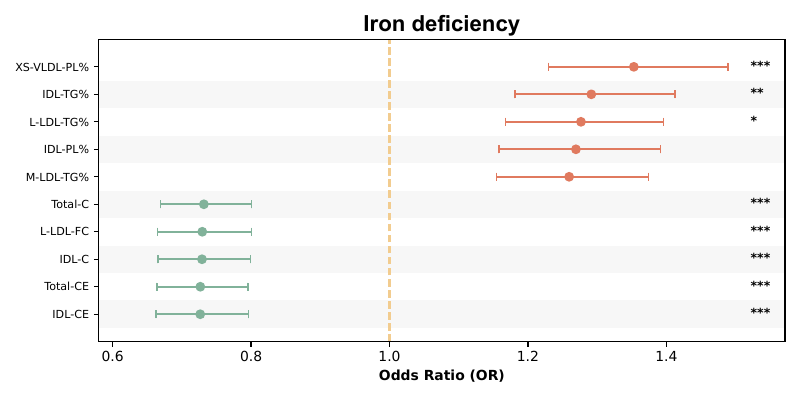 Iron deficiency
XS-VLDL-PL% ***
IDL-TG% **
L-LDL-TG% *
IDL-PL%
M-LDL-TG%
Total-C ***
L-LDL-FC ***
IDL-C ***
Total-CE ***
IDL-CE ***
0.6 0.8 1.0 1.2 1.4
Odds Ratio (OR)